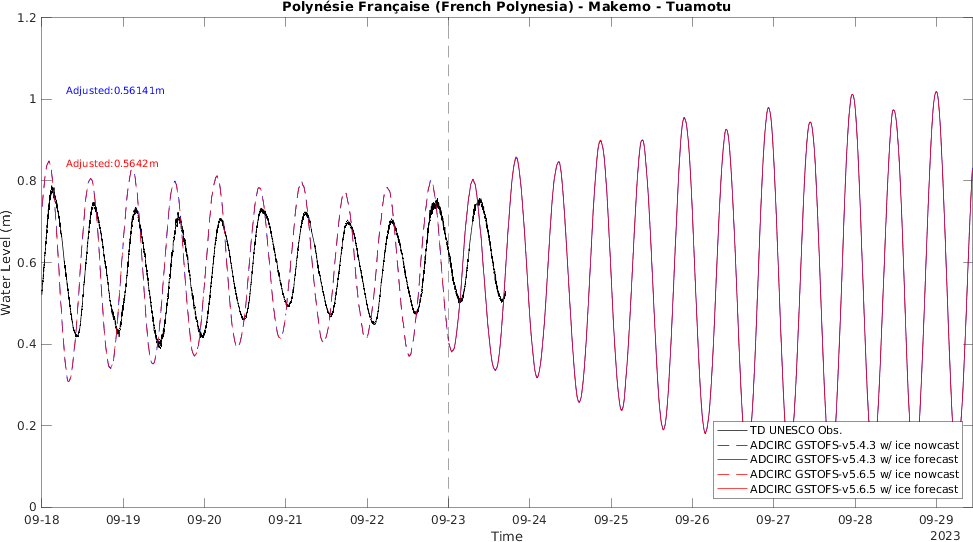 Polynésie Française (French Polynesia) - Makemo - Tuamotu
1.2
1
0.8
0.6
0.4
0.2
0
Water Level (m)
Adjusted:0.56141m
Adjusted:0.5642m
TD UNESCO Obs.
ADCIRC GSTOFS-v5.4.3 w/ ice nowcast
ADCIRC GSTOFS-v5.4.3 w/ ice forecast
ADCIRC GSTOFS-v5.6.5 w/ ice nowcast
ADCIRC GSTOFS-v5.6.5 w/ ice forecast
09-18 09-19 09-20 09-21 09-22 09-23 09-24 09-25 09-26 09-27 09-28 09-29
Time
2023